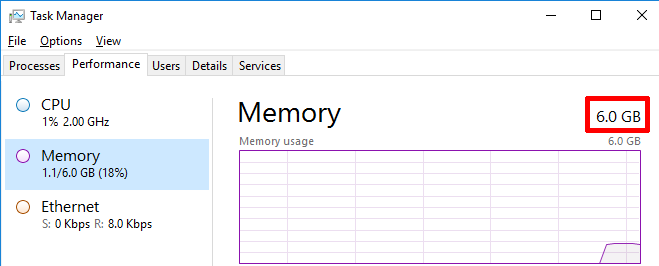 Task Manager
File Options View
Processes Performance Users Details Services
CPU
1% 2.00 GHz
Memory
1.1/6.0 GB (18%)
Ethernet
S: 0 Kbps R: 8.0 Kbps
Memory 6.0 GB
Memory usage 6.0 GB